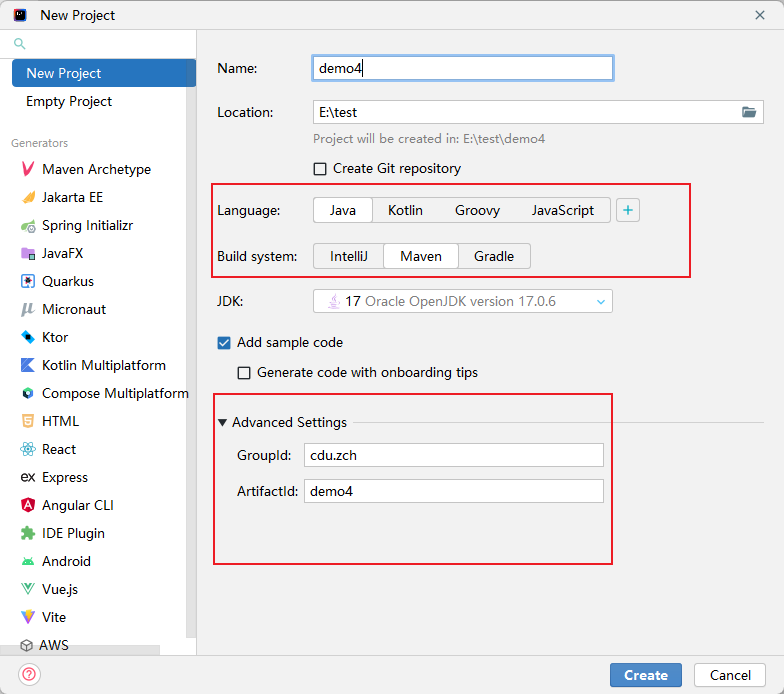 New Project
New Project
Empty Project
Generators
Maven Archetype
Jakarta EE
Spring Initializr
JavaFX
Quarkus
Micronaut
Ktor
Kotlin Multiplatform
Compose Multiplatform
HTML
React
ex Express
Angular CLI
IDE Plugin
Android
Vue.js
Vite
AWS
Name: demo4
Location: E:\test
Project will be created in: E:\test\demo4
Create Git repository
Language: Java Kotlin Groovy JavaScript +
Build system: IntelliJ Maven Gradle
JDK: 17 Oracle OpenJDK version 17.0.6
Add sample code
Generate code with onboarding tips
Advanced Settings
GroupId: cdu.zch
ArtifactId: demo4
? Create Cancel